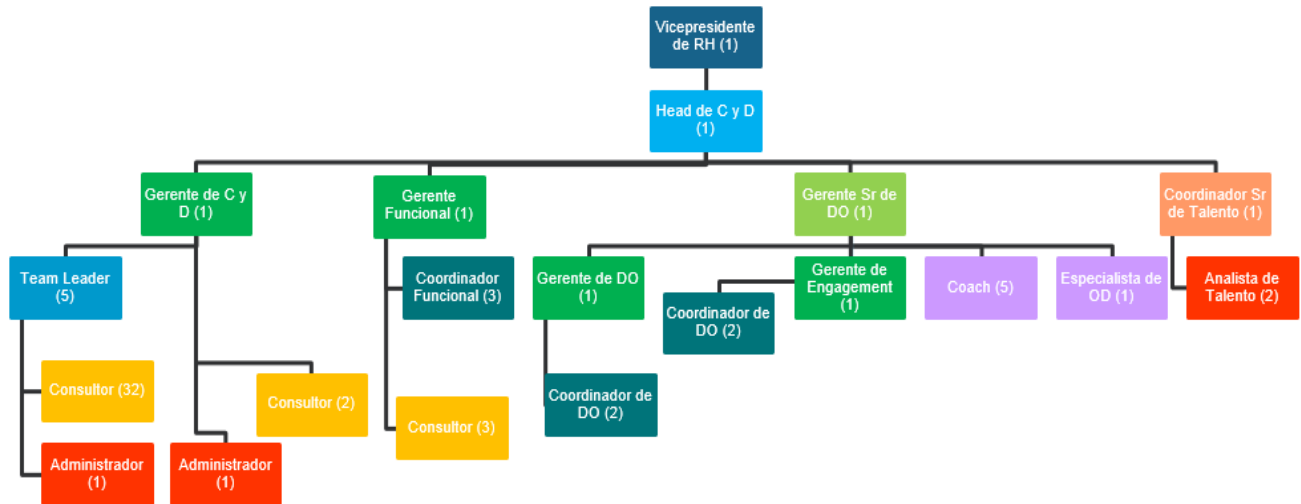 Vicepresidente
de RH (1)
Head de C y D
(1)
Gerente de C y
D (1)
Gerente
Funcional (1)
Gerente Sr de
DO (1)
Coordinador Sr
de Talento (1)
Team Leader
(5)
Coordinador
Funcional (3)
Gerente de DO
(1)
Gerente de
Engagement
(1)
Coach (5)
Especialista de
OD (1)
Analista de
Talento (2)
Coordinador de
DO (2)
Consultor (32)
Consultor (2)
Consultor (3)
Coordinador de
DO (2)
Administrador
(1)
Administrador
(1)